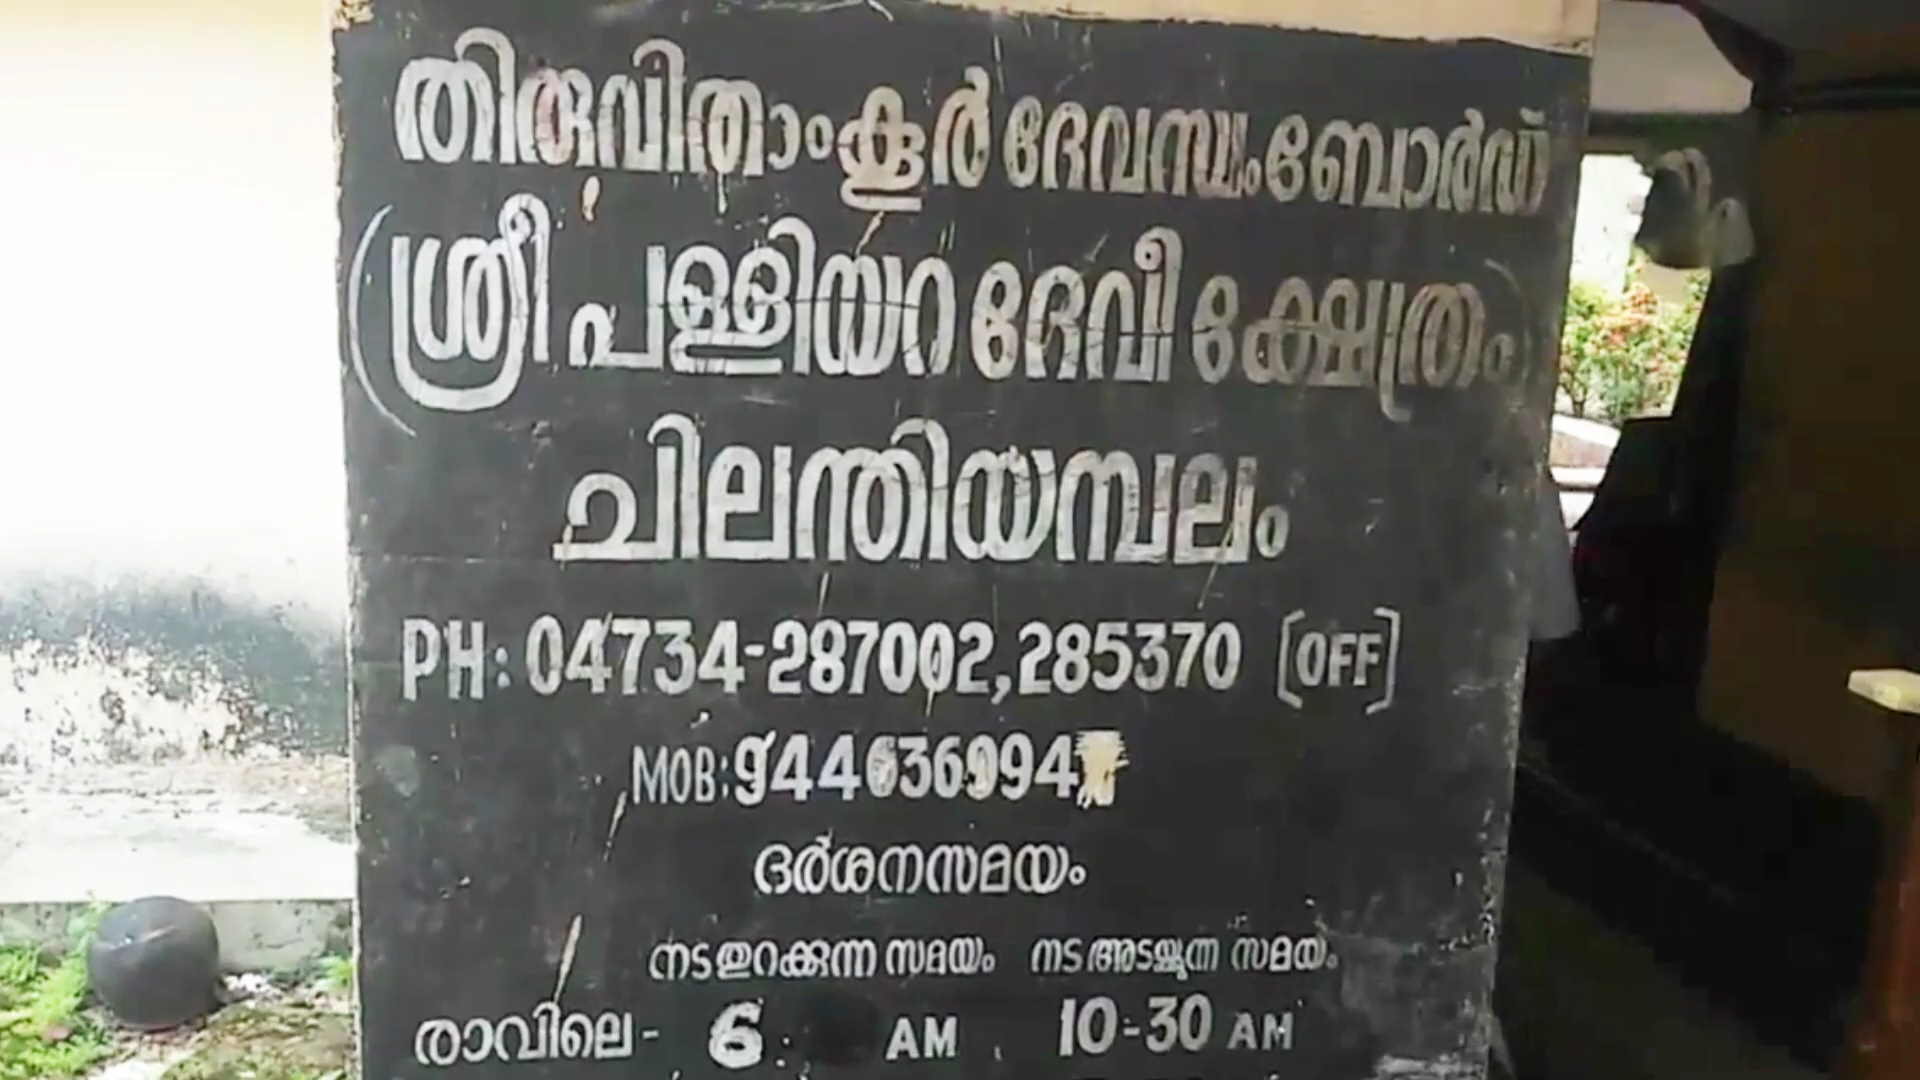 തിരുവിതാംകൂർ ദേവസ്വംബോർഡ്
(ശ്രീ പള്ളിയറ ദേവീ ക്ഷേത്രം)
ചിലന്തിയമ്പലം
PH: 04734-287002,285370 [OFF]
MOB:
ദർശനസമയം
നട തുറക്കുന്ന സമയം നട അടയ്ക്കുന്ന സമയം
രാവിലെ- 6: AM 10-30 AM